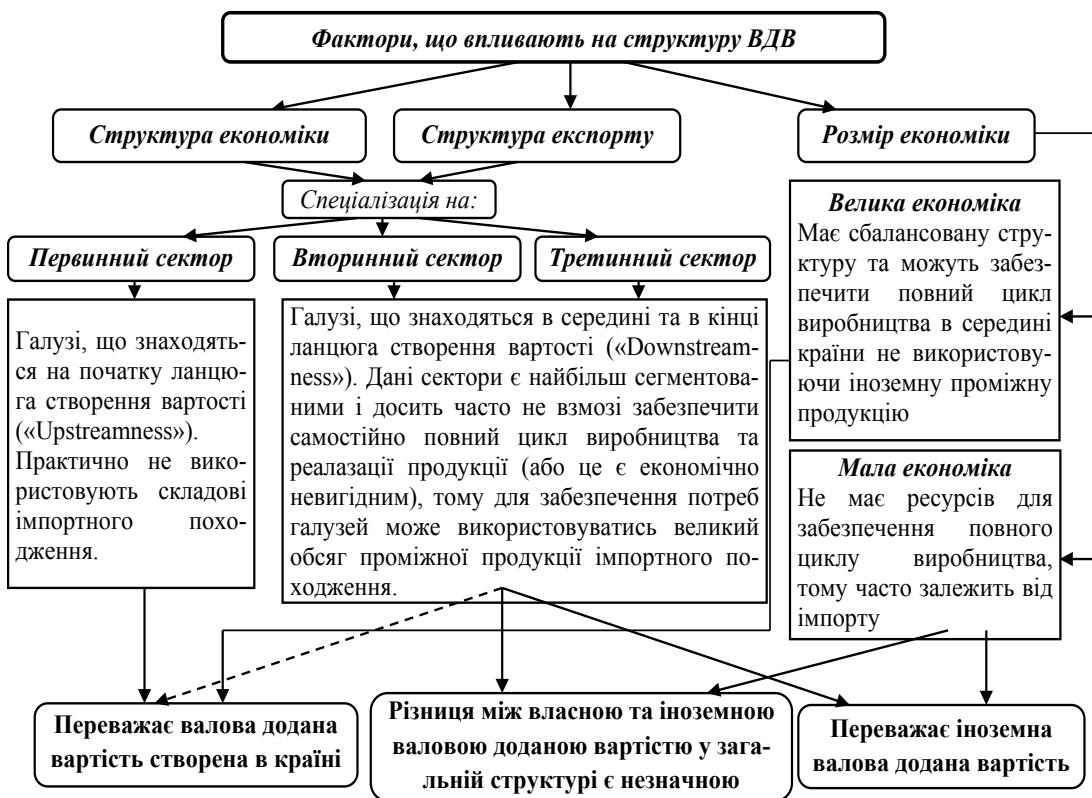 Фактори, що впливають на структуру ВДВ
Структура економіки
Структура експорту
Розмір економіки
Спеціалізація на:
Первинний сектор
Вторинний сектор
Третинний сектор
Галузі, що знаходять-
ся на початку ланцю-
га створення вартості
(«Upstreamness»).
Практично не вико-
ристовують складові
імпортного похо-
дження.
Галузі, що знаходяться в середині та в кінці
ланцюга створення вартості («Downstream-
ness»). Дані сектори є найбільш сегментова-
ними і досить часто не взмозі забезпечити
самостійно повний цикл виробництва та
реалазації продукції (або це є економічно
невигідним), тому для забезпечення потреб
галузей може використовуватись великий
обсяг проміжної продукції імпортного по-
ходження.
Велика економіка
Має сбалансовану стру-
ктуру та можуть забез-
печити повний цикл
виробництва в середині
країни не використову-
ючи іноземну проміжну
продукцію
Мала економіка
Не має ресурсів для
забезпечення повного
циклу виробництва,
тому часто залежить від
імпорту
Переважає валова додана
вартість створена в країні
Різниця між власною та іноземною
валовою доданою вартістю у зага-
льній структурі є незначною
Переважає іноземна
валова додана вартість